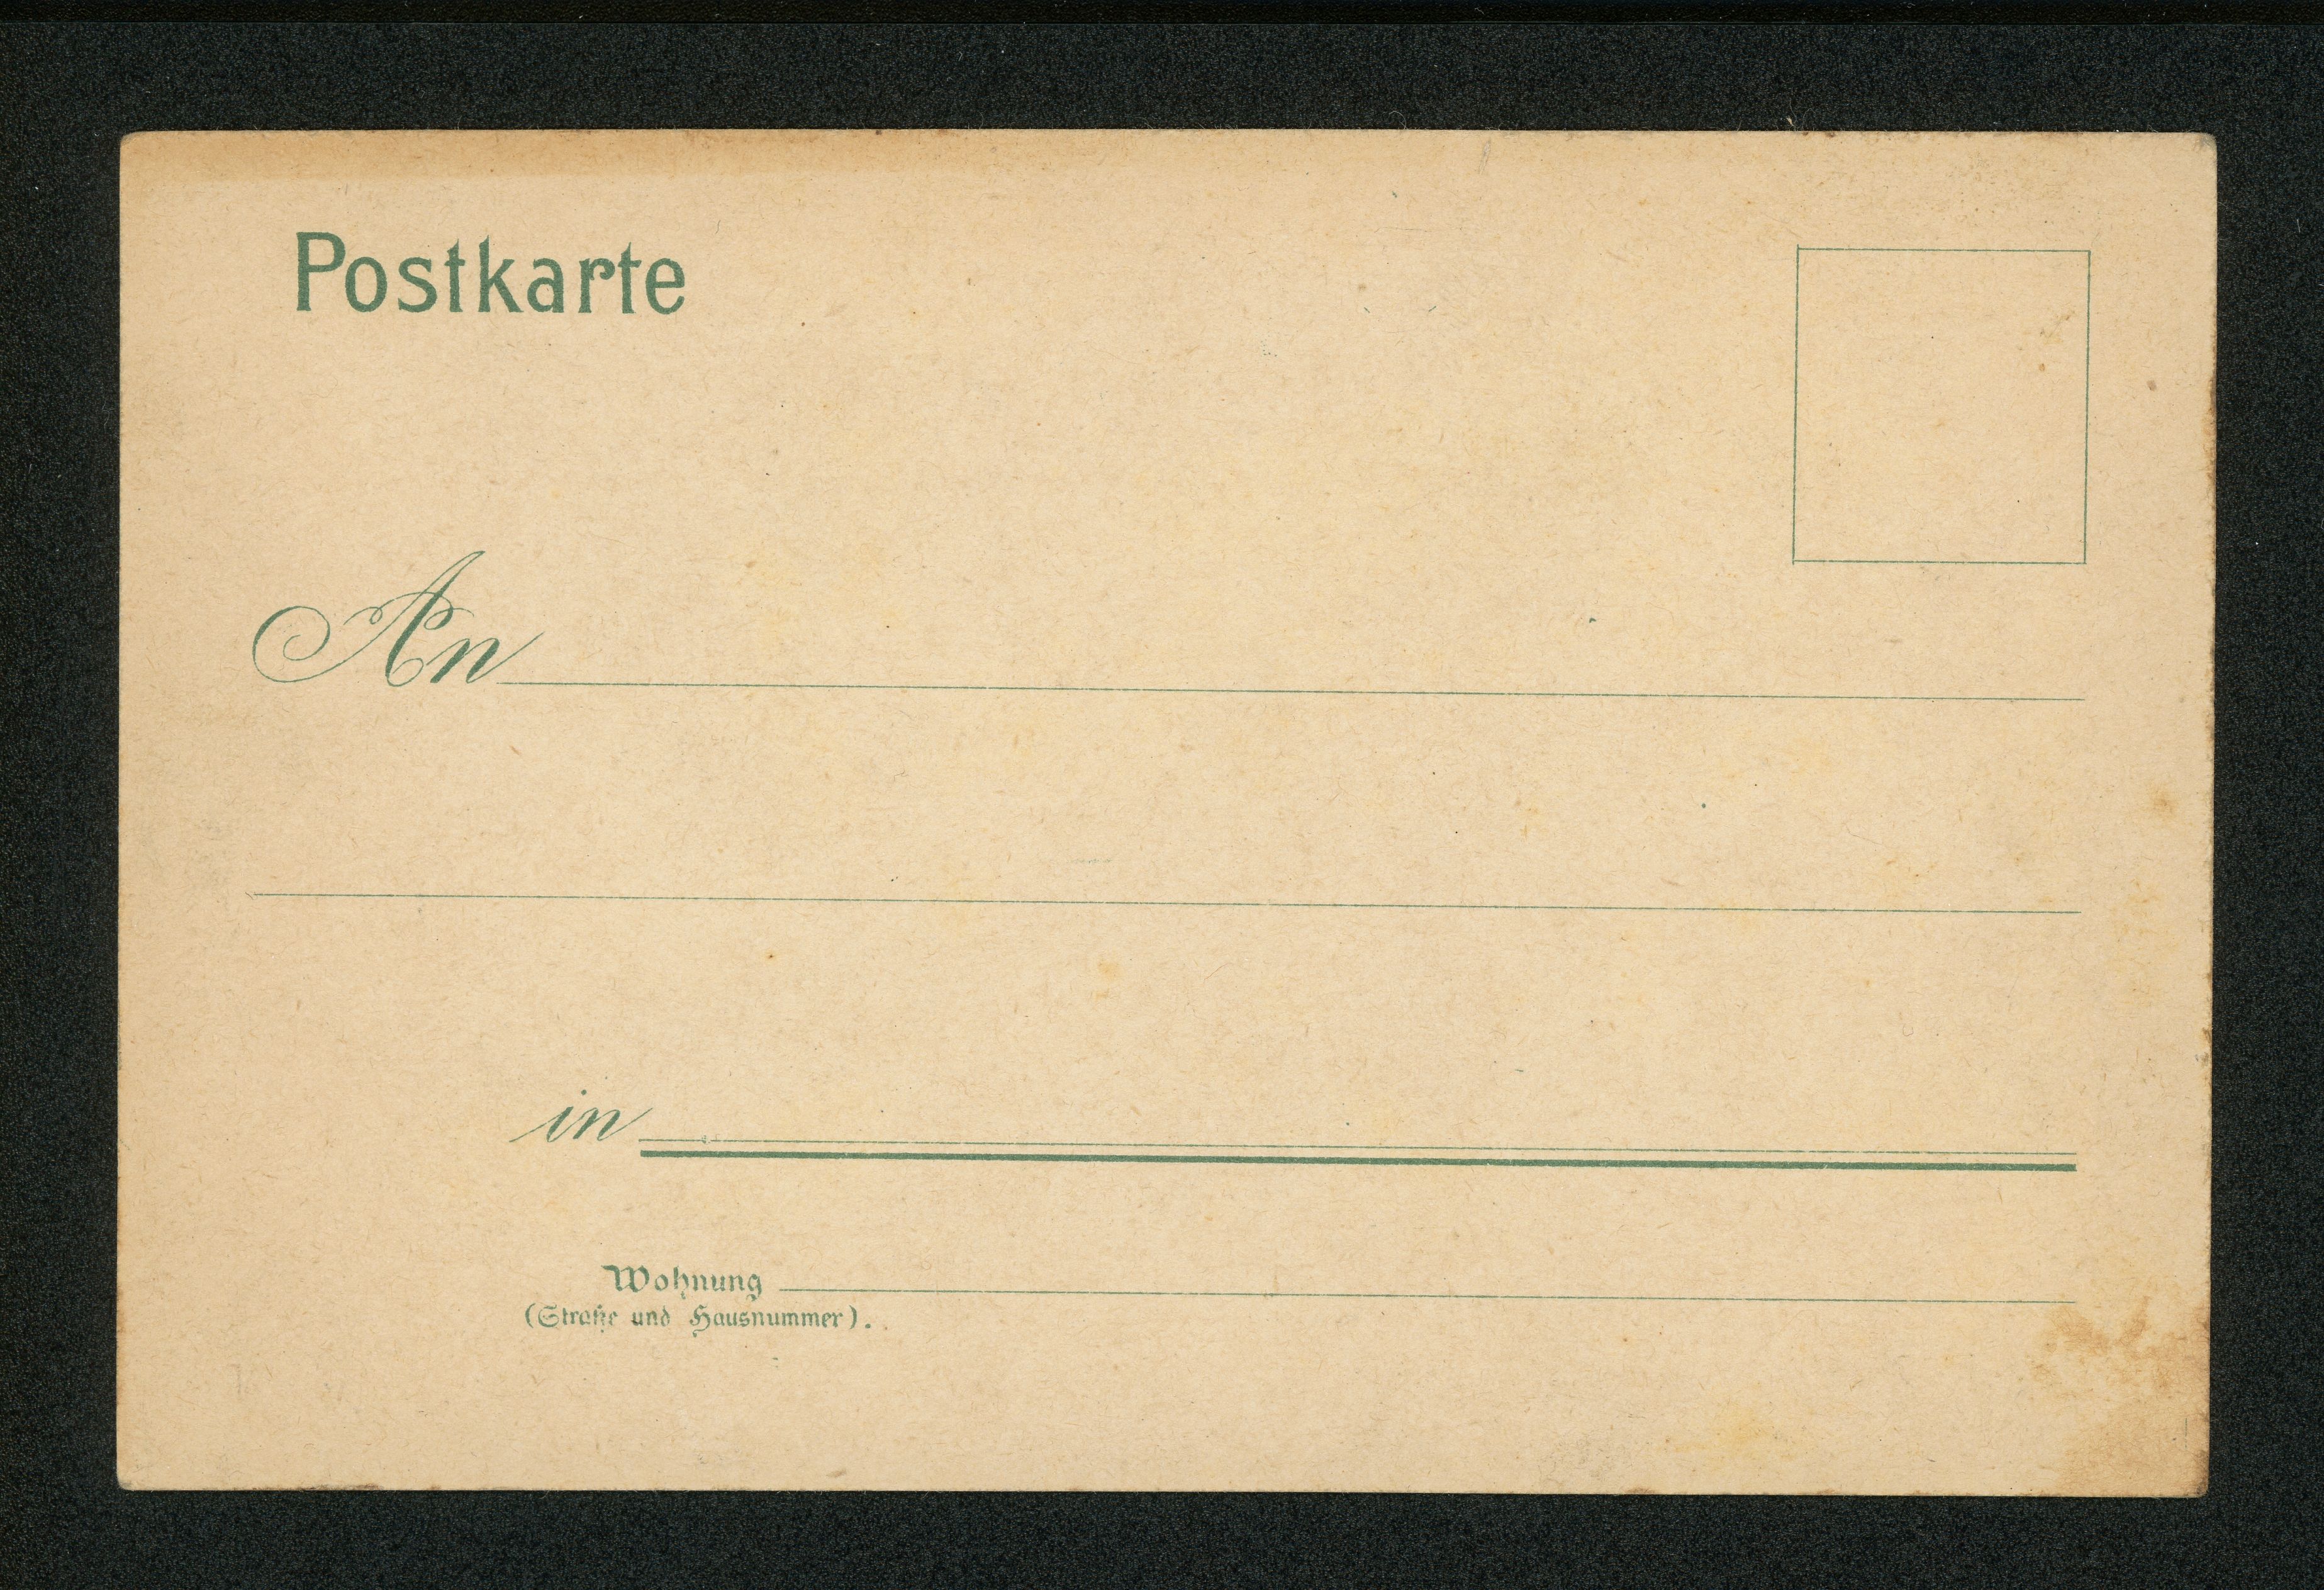 Postkarte
An
in
Wohnung
(Straße und Hausnummer).